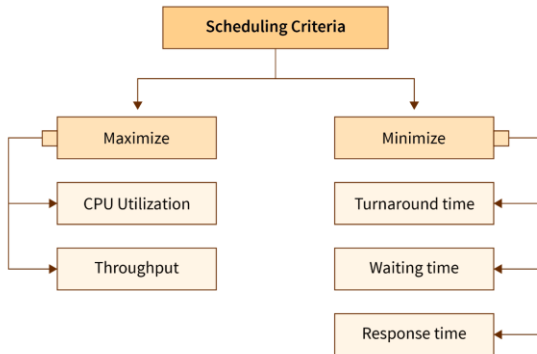 Scheduling Criteria
Maximize
Minimize
CPU Utilization
Turnaround time
Throughput
Waiting time
Response time